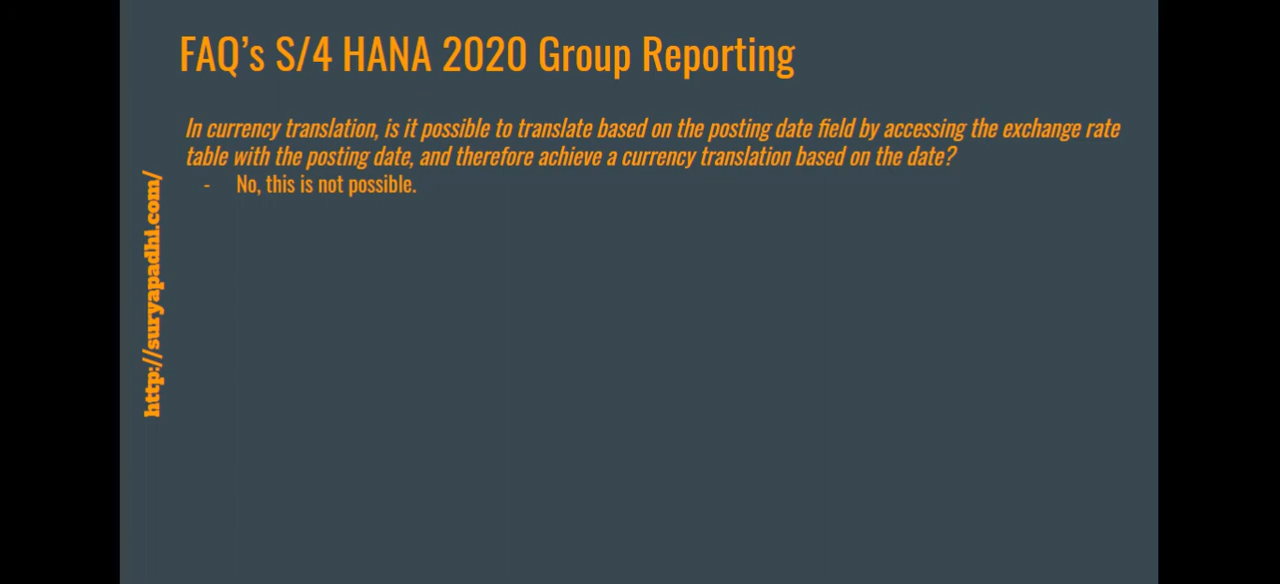 FAQ’s S/4 HANA 2020 Group Reporting
In currency translation, is it possible to translate based on the posting date field by accessing the exchange rate
table with the posting date, and therefore achieve a currency translation based on the date?
- No, this is not possible.
http://suryapadhi.com/